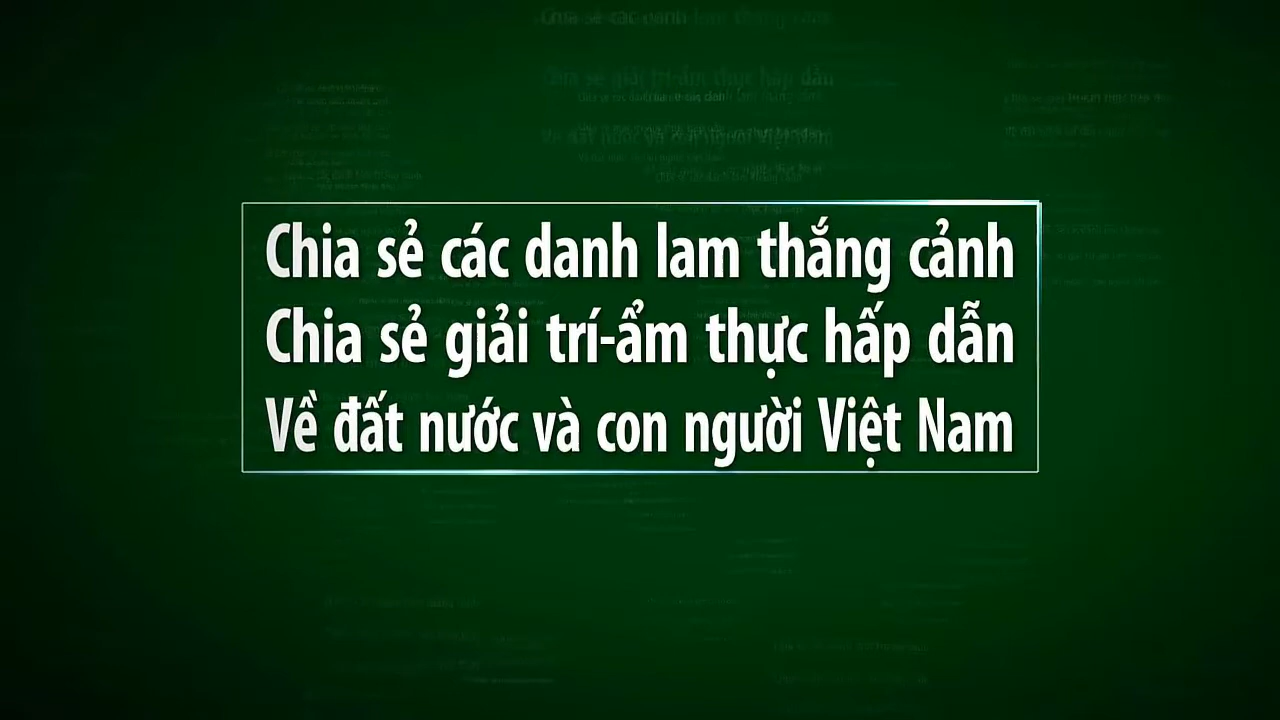 Chia sẻ các danh lam thắng cảnh
Chia sẻ giải trí-ẩm thực hấp dẫn
Về đất nước và con người Việt Nam